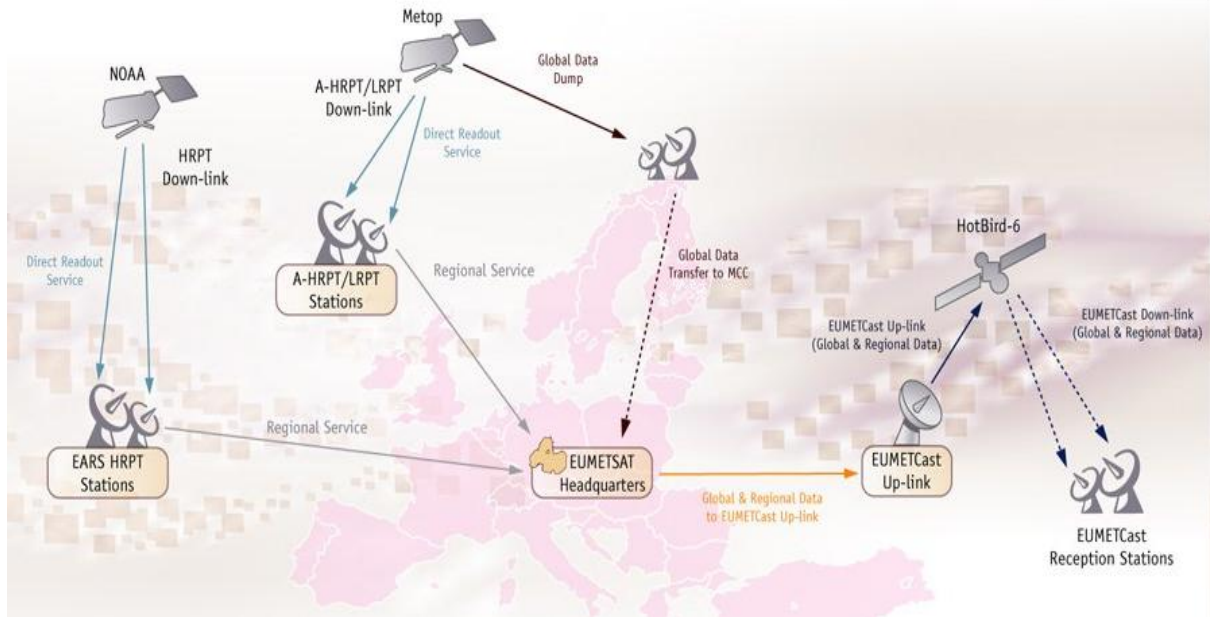 Metop
Global Data
Dump
NOAA
A-HRPT/LRPT
Down-link
Direct Readout
Service
HRPT
Down-link
HotBird-6
Direct Readout
Service
Regional Service
Global Data
Transfer to MCC
A-HRPT/LRPT
Stations
EUMETCast Up-link
(Global & Regional Data)
EUMETCast Down-link
(Global & Regional Data)
Regional Service
EARS HRPT
Stations
EUMETSAT
Headquarters
EUMETCast
Up-link
Global & Regional Data
to EUMETCast Up-link
EUMETCast
Reception Stations